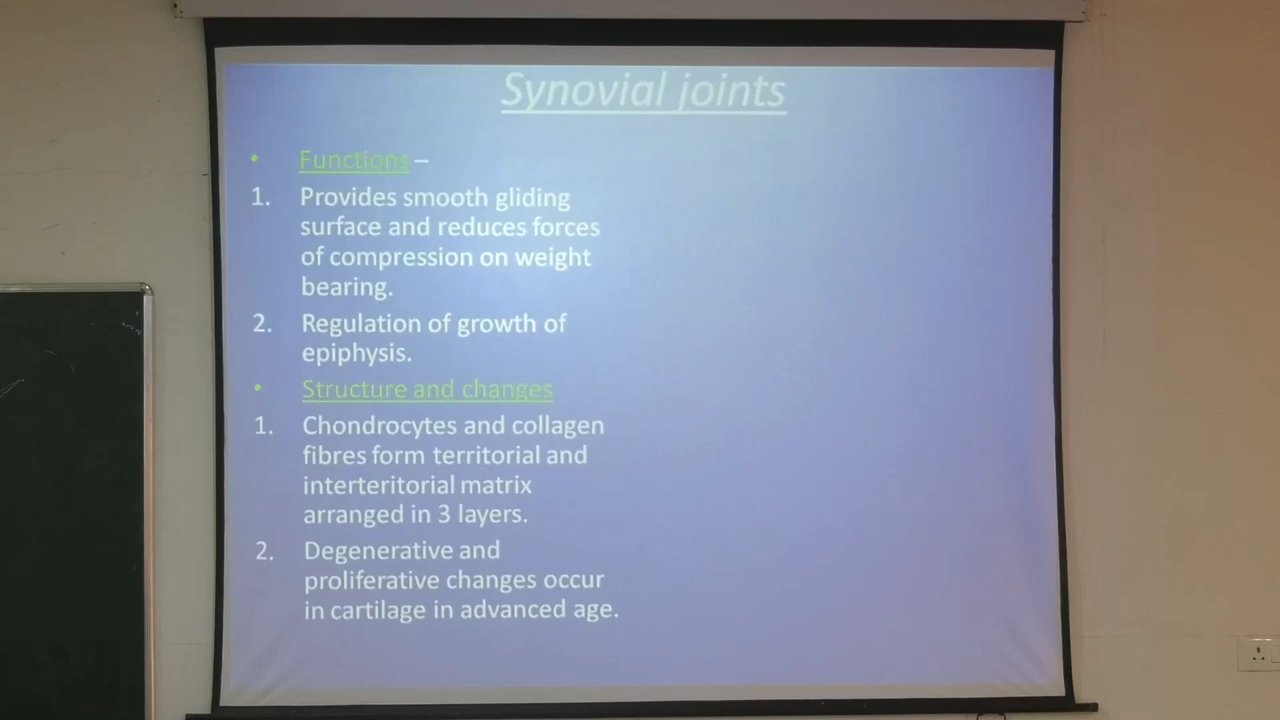 Synovial joints
• Functions –
1. Provides smooth gliding
surface and reduces forces
of compression on weight
bearing.
2. Regulation of growth of
epiphysis.
• Structure and changes
1. Chondrocytes and collagen
fibres form territorial and
interteritorial matrix
arranged in 3 layers.
2. Degenerative and
proliferative changes occur
in cartilage in advanced age.